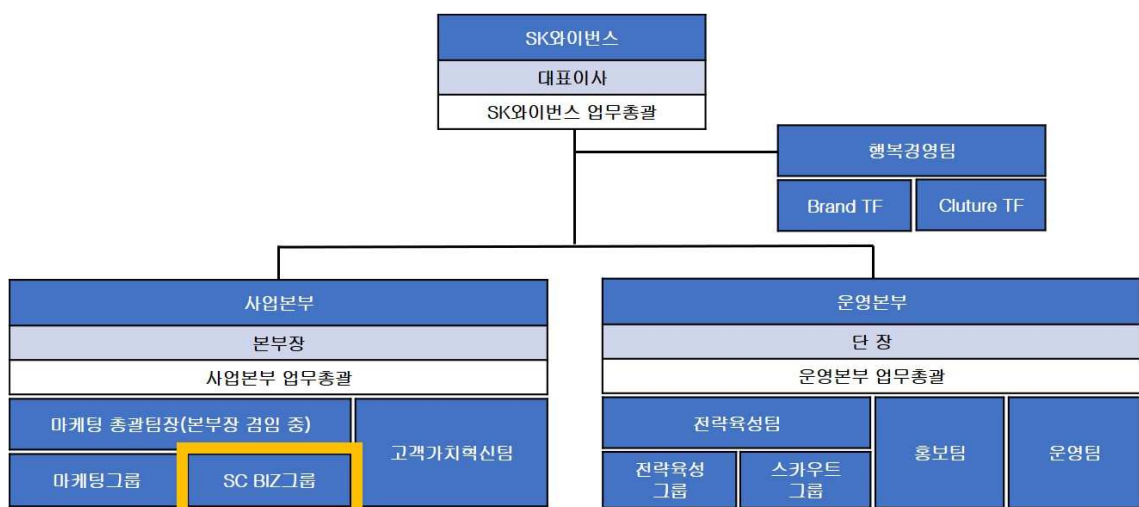 SK와이번스
대표이사
SK와이번스 업무총괄
행복경영팀
Brand TF
Cluture TF
사업본부
본부장
사업본부 업무총괄
마케팅 총괄팀장(본부장 겸임 중)
고객가치혁신팀
마케팅그룹
SC BIZ그룹
운영본부
단 장
운영본부 업무총괄
전략육성팀
전략육성
그룹
스카우트
그룹
홍보팀
운영팀